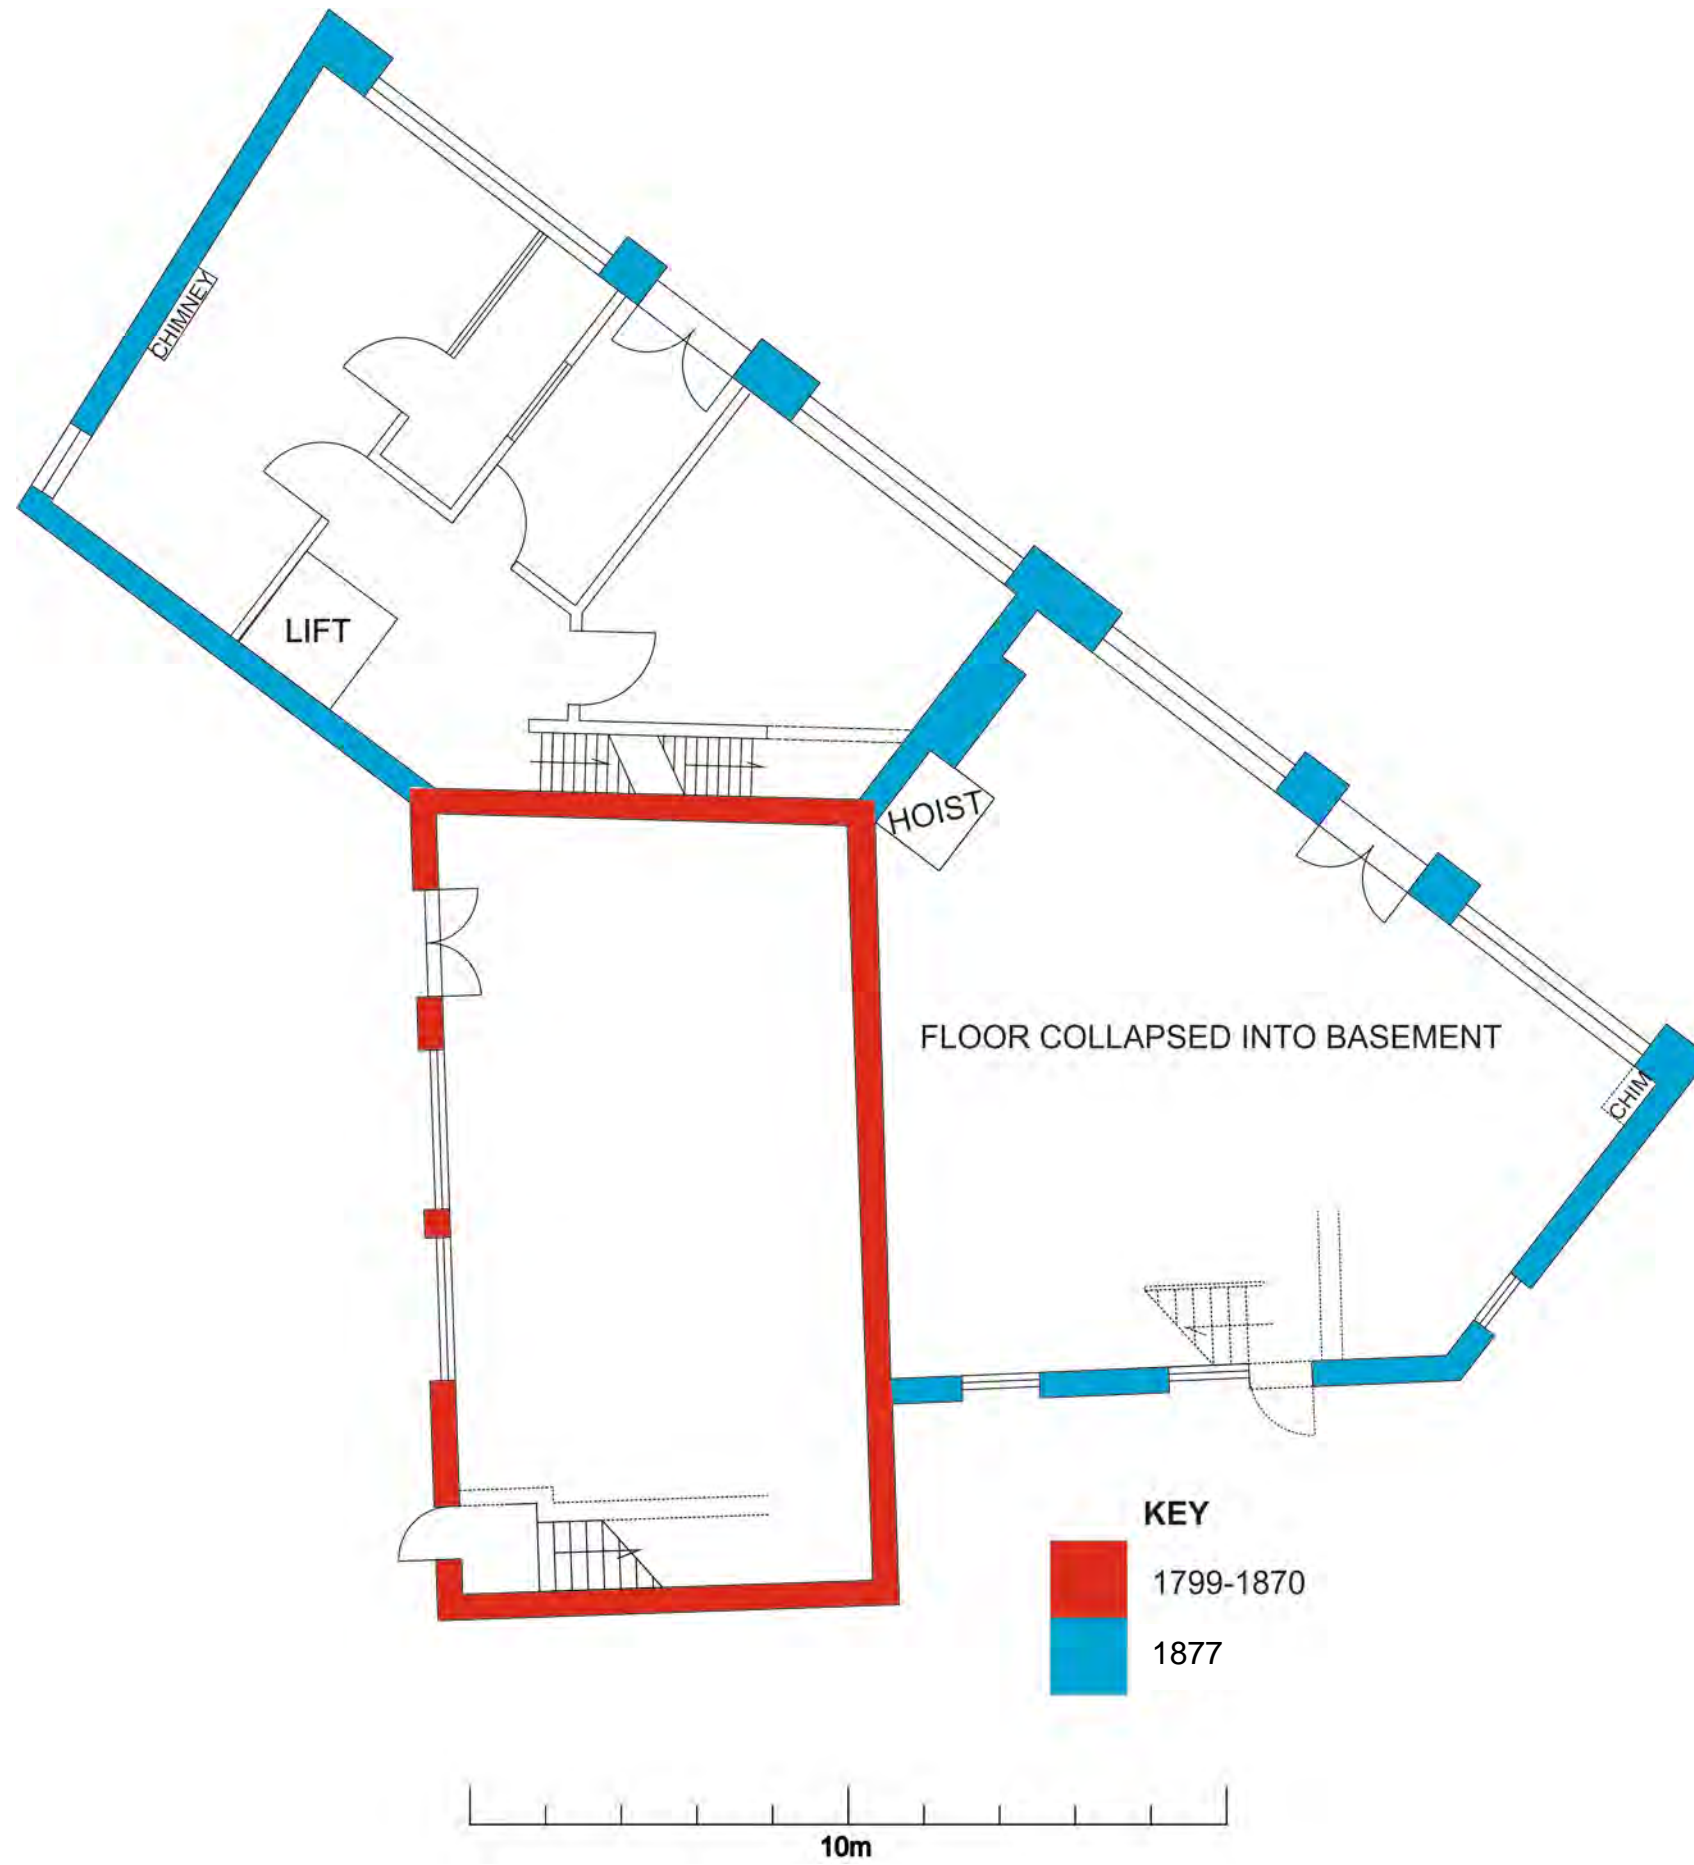 CHIMNEY
LIFT
HOIST
FLOOR COLLAPSED INTO BASEMENT
CHIM
KEY
1799-1870
1877
10m